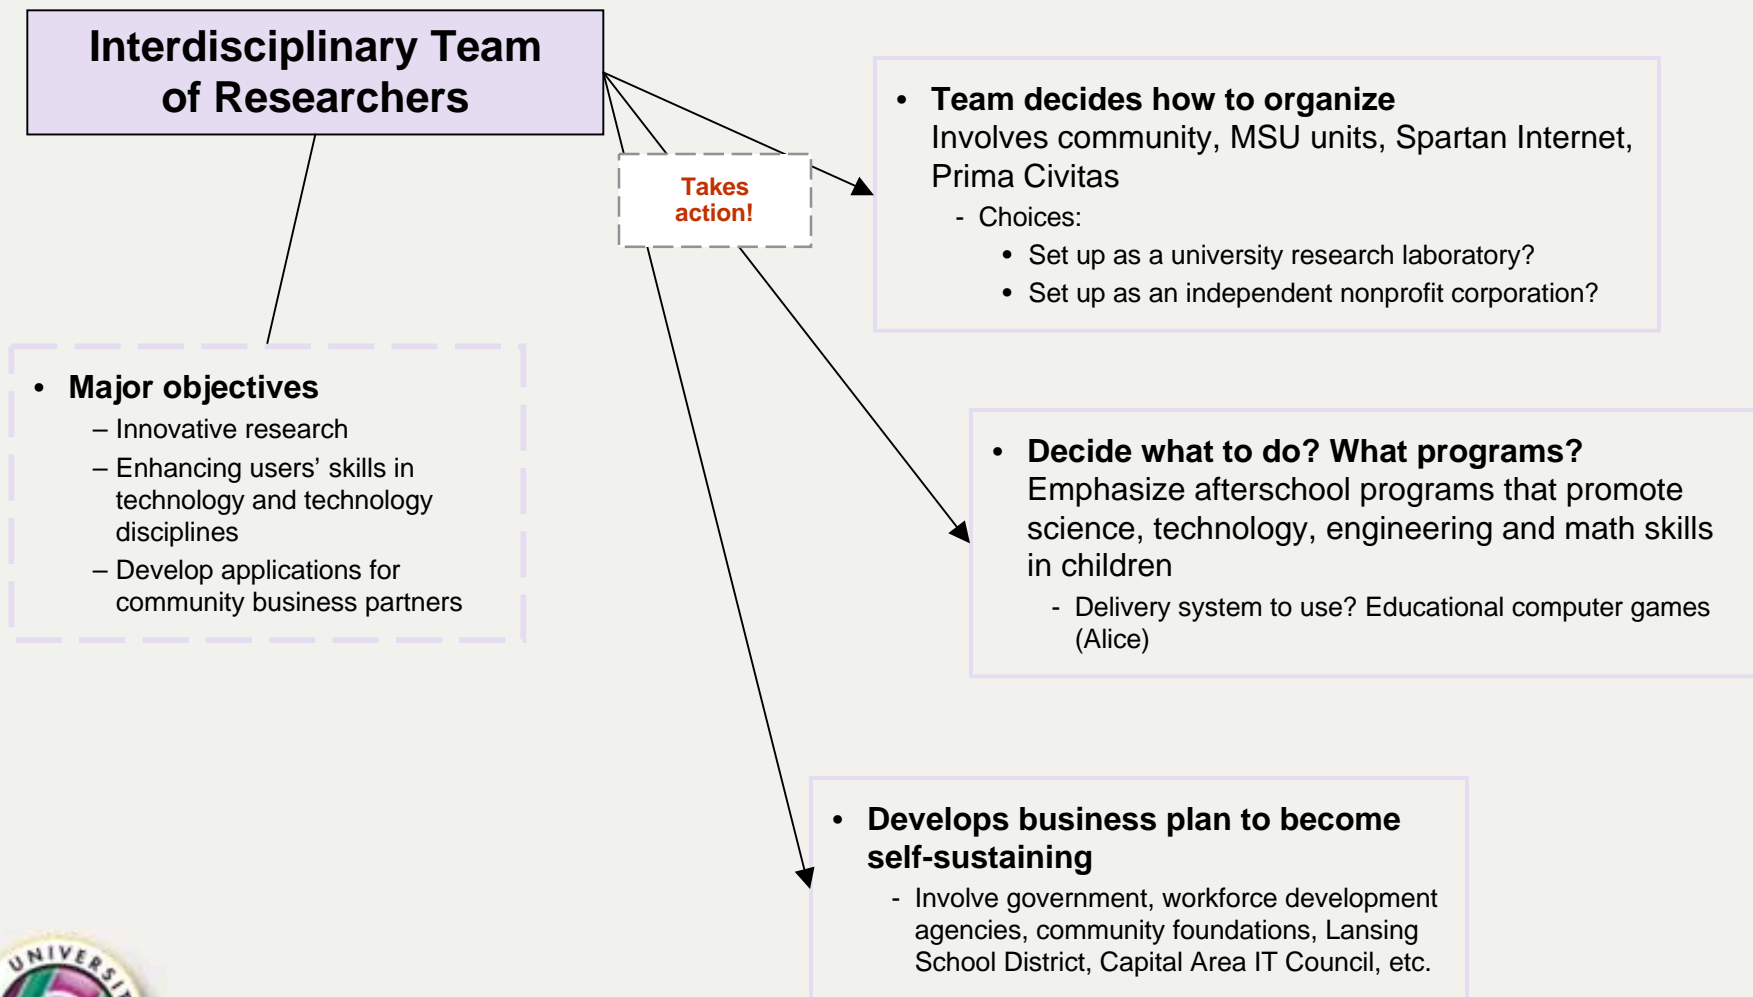 Interdisciplinary Team
of Researchers
Takes
action!
• Team decides how to organize
Involves community, MSU units, Spartan Internet,
Prima Civitas
- Choices:
• Set up as a university research laboratory?
• Set up as an independent nonprofit corporation?
• Major objectives
– Innovative research
– Enhancing users’ skills in
technology and technology
disciplines
– Develop applications for
community business partners
• Decide what to do? What programs?
Emphasize afterschool programs that promote
science, technology, engineering and math skills
in children
- Delivery system to use? Educational computer games
(Alice)
• Develops business plan to become
self-sustaining
- Involve government, workforce development
agencies, community foundations, Lansing
School District, Capital Area IT Council, etc.